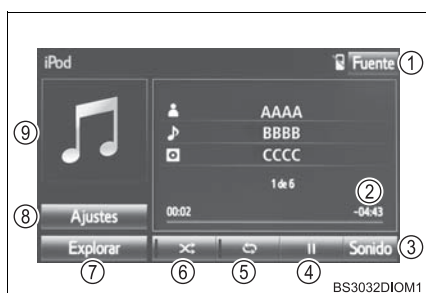 iPod Fuente ①
⑨ AAAA
BBBB
CCCC
1 de 6 ②
⑧ Ajustes 00:02 -04:43
Explorar Sonido ③
⑦ ⑥ ⑤ ④
BS3032DIOM1